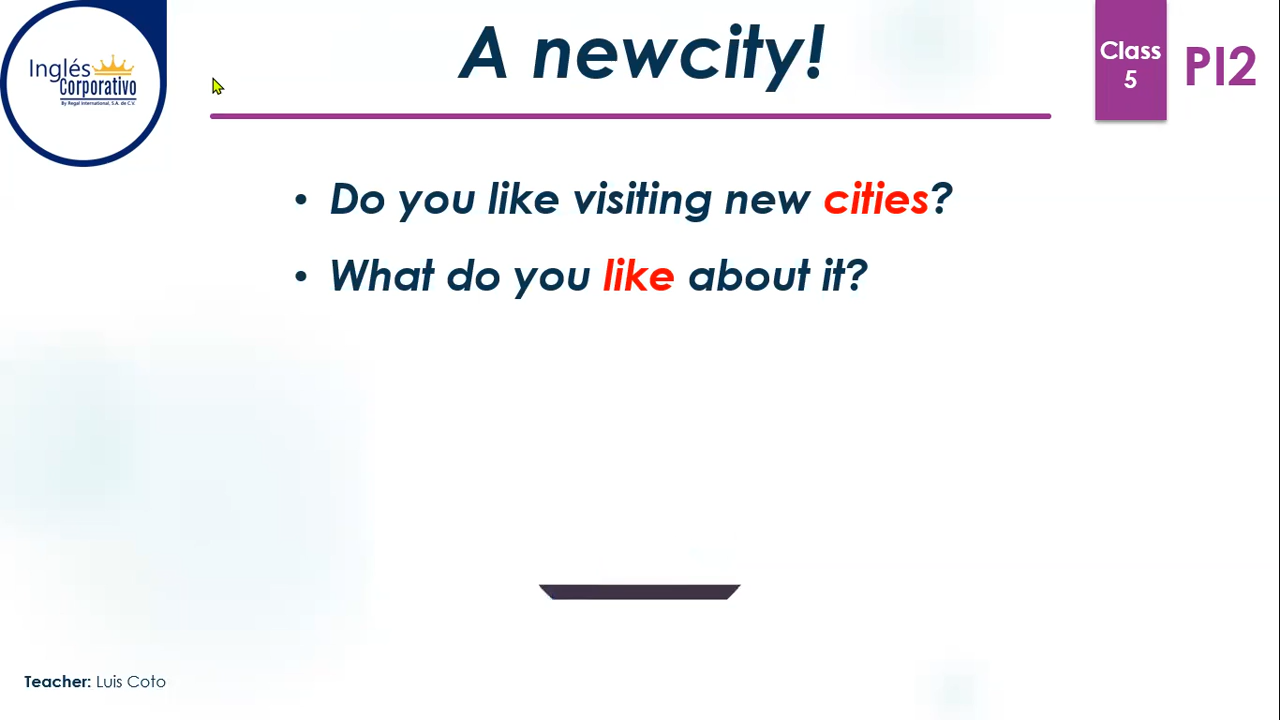 Inglés
Corporativo
By Regal International, S.A. de C.V.
A newcity!
Class
5
PI2
• Do you like visiting new cities?
• What do you like about it?
Teacher: Luis Coto